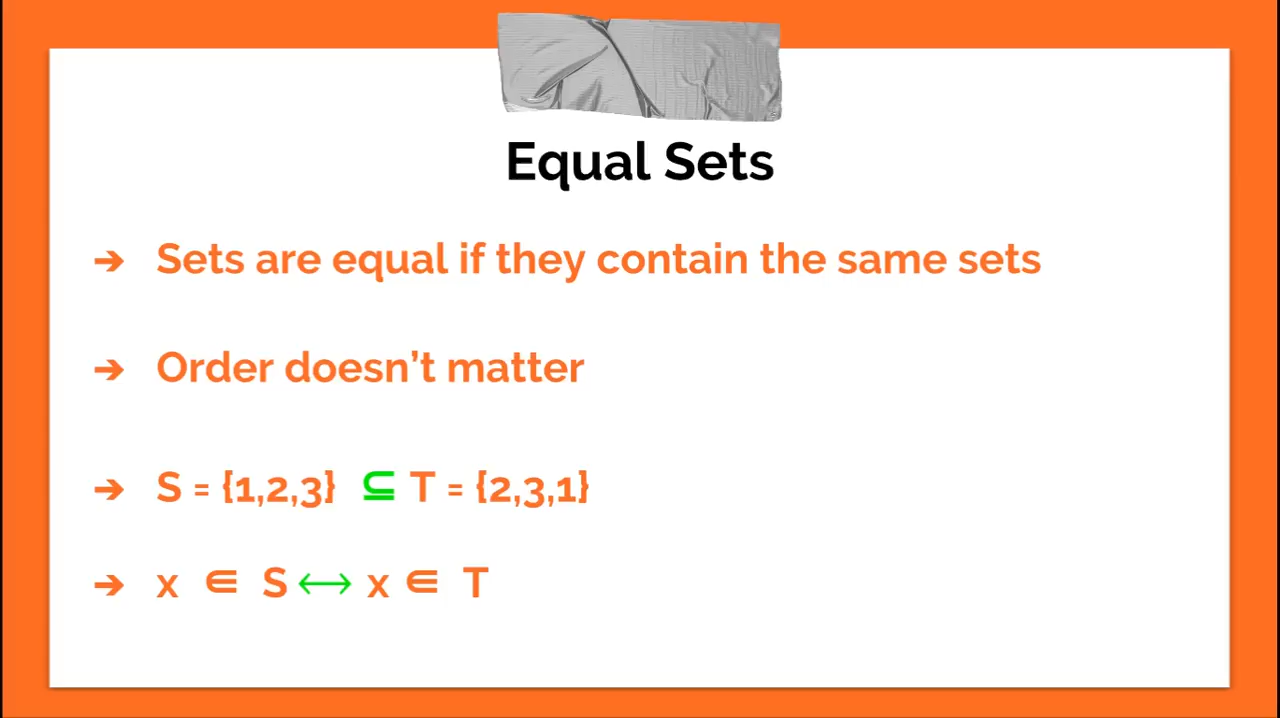 Equal Sets
➔ Sets are equal if they contain the same sets
➔ Order doesn’t matter
➔ S = {1,2,3} ⊆ T = {2,3,1}
➔ x ∈ S ⟷ x ∈ T